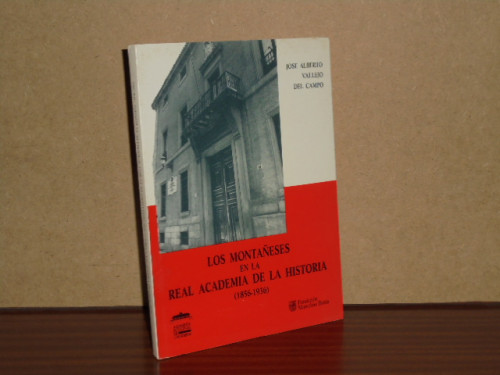 JOSE ALBERTO
VALLEJO
DEL CAMPO
LOS MONTAÑESES
EN LA
REAL ACADEMIA DE LA HISTORIA
(1856-1936)